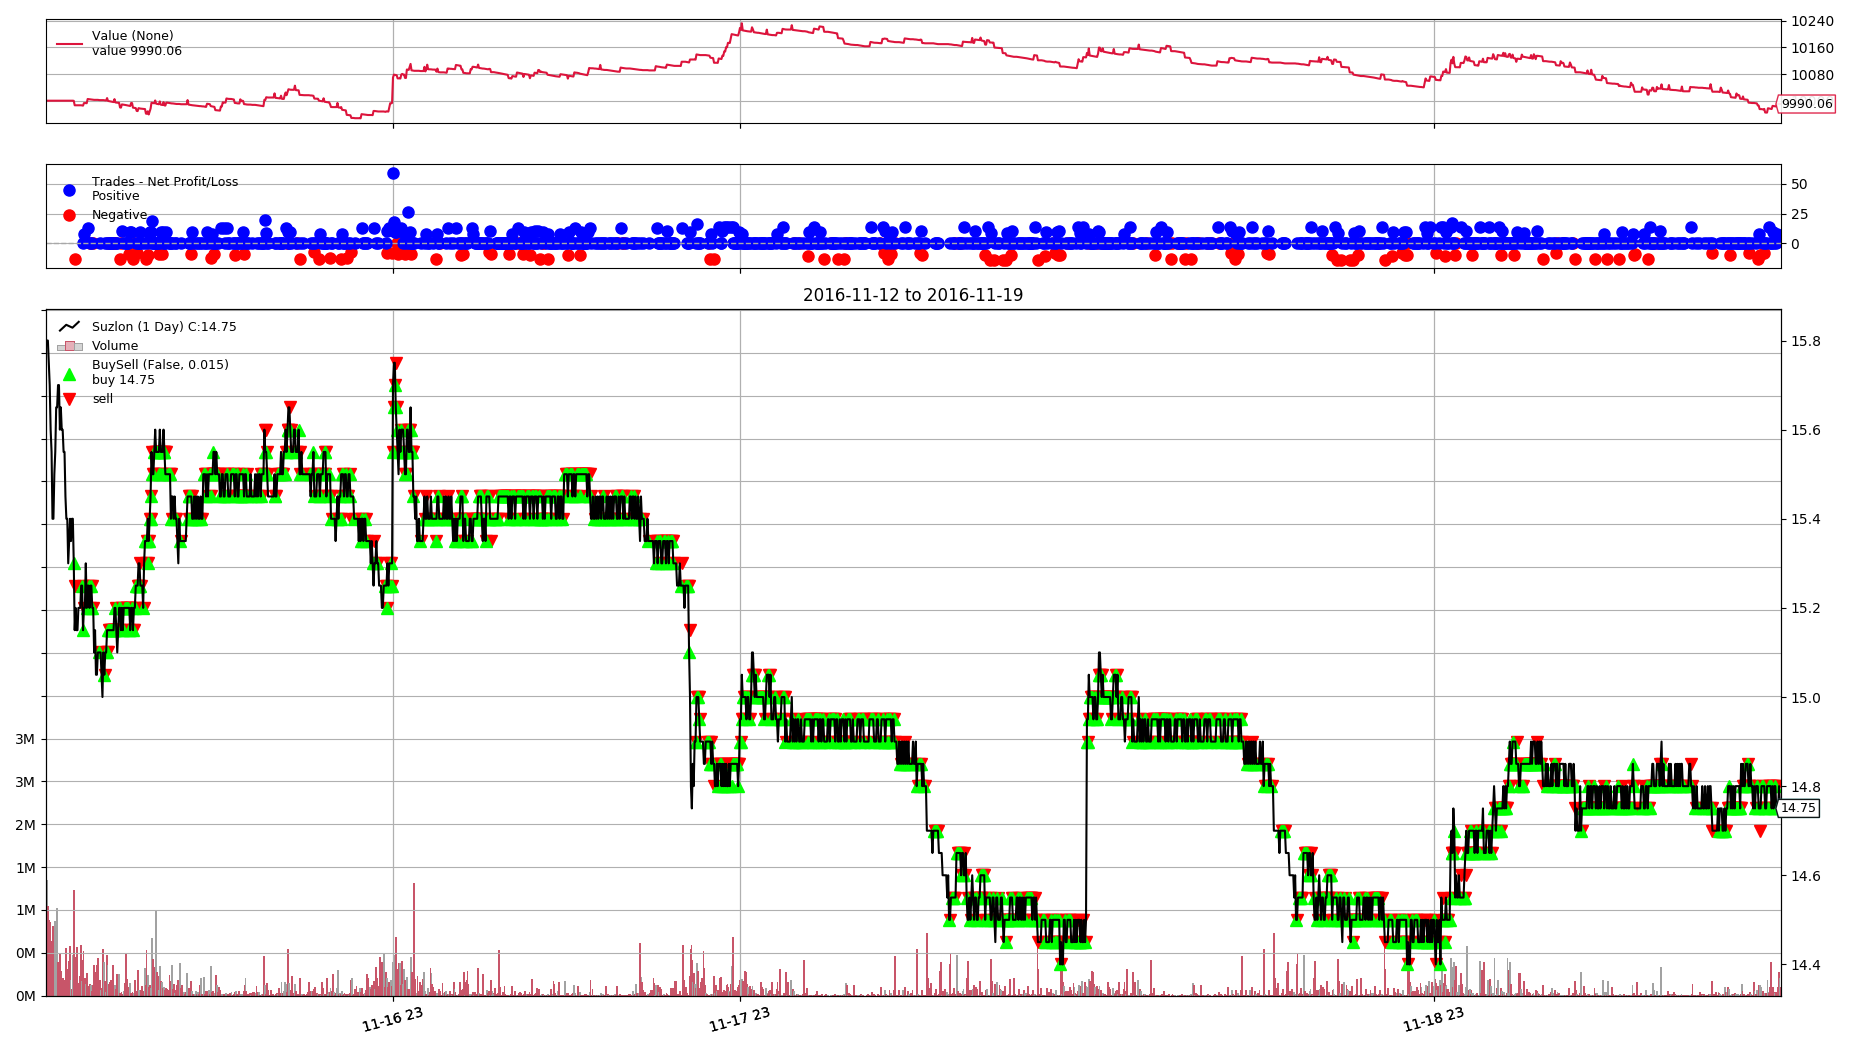 Value (None)
value 9990.06
10240
10160
10080
9990.06
Trades - Net Profit/Loss
Positive
Negative
50
25
0
2016-11-12 to 2016-11-19
Suzlon (1 Day) C:14.75
Volume
BuySell (False, 0.015)
buy 14.75
sell
15.8
15.6
15.4
15.2
15.0
14.8
14.75
14.6
14.4
3M
3M
2M
1M
1M
0M
0M
11-16 23
11-17 23
11-18 23